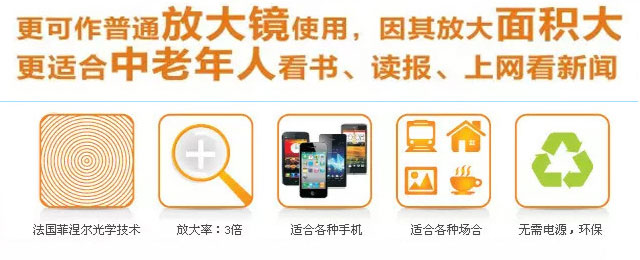 更可作普通放大镜使用，因其放大面积大
更适合中老年人看书、读报、上网看新闻
法国菲涅尔光学技术
放大率：3倍
适合各种手机
适合各种场合
无需电源，环保